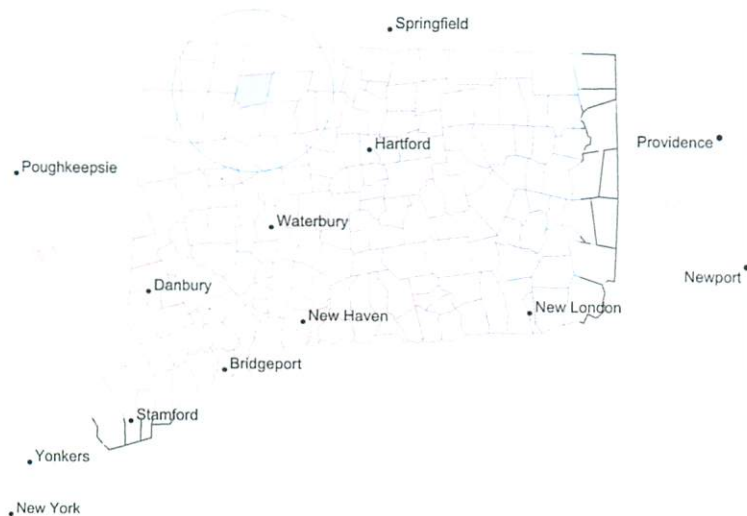 Springfield
Hartford
Providence
Poughkeepsie
Waterbury
Newport
Danbury
New London
New Haven
Bridgeport
Stamford
Yonkers
New York